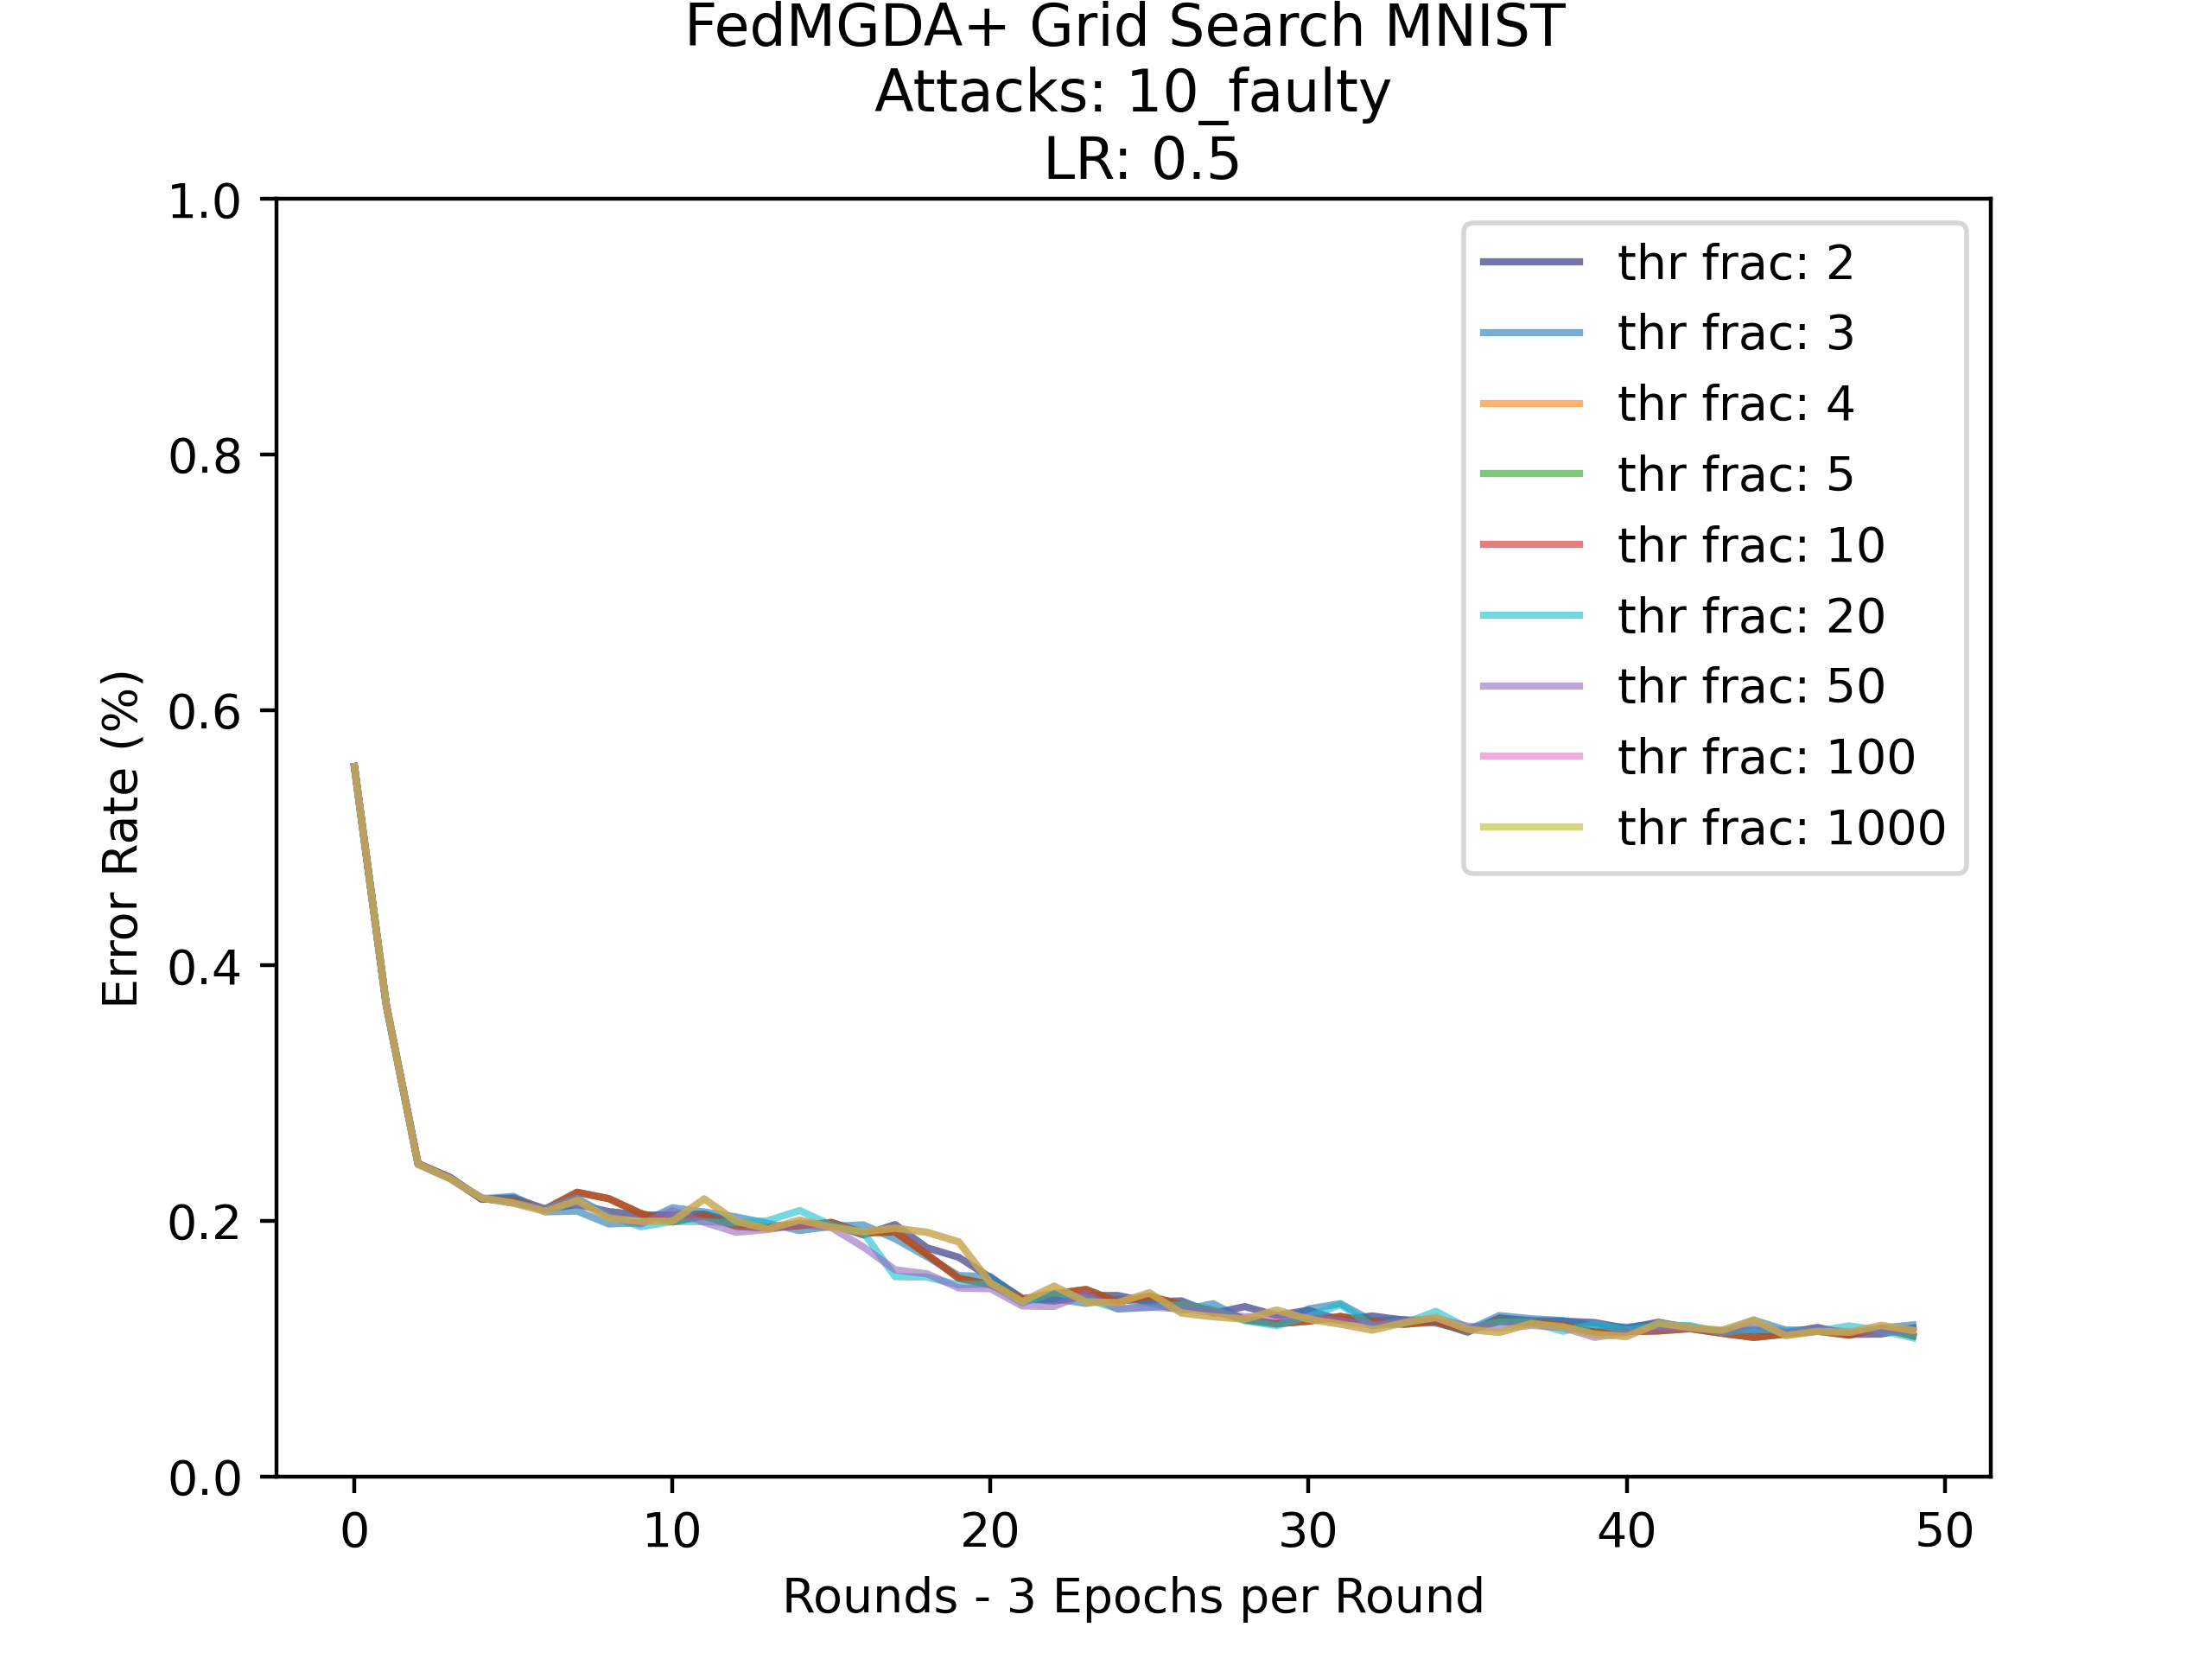 FedMGDA+ Grid Search MNIST
Attacks: 10_faulty
LR: 0.5
1.0
0.8
0.6
0.4
0.2
0.0
Error Rate (%)
thr frac: 2
thr frac: 3
thr frac: 4
thr frac: 5
thr frac: 10
thr frac: 20
thr frac: 50
thr frac: 100
thr frac: 1000
0 10 20 30 40 50
Rounds - 3 Epochs per Round